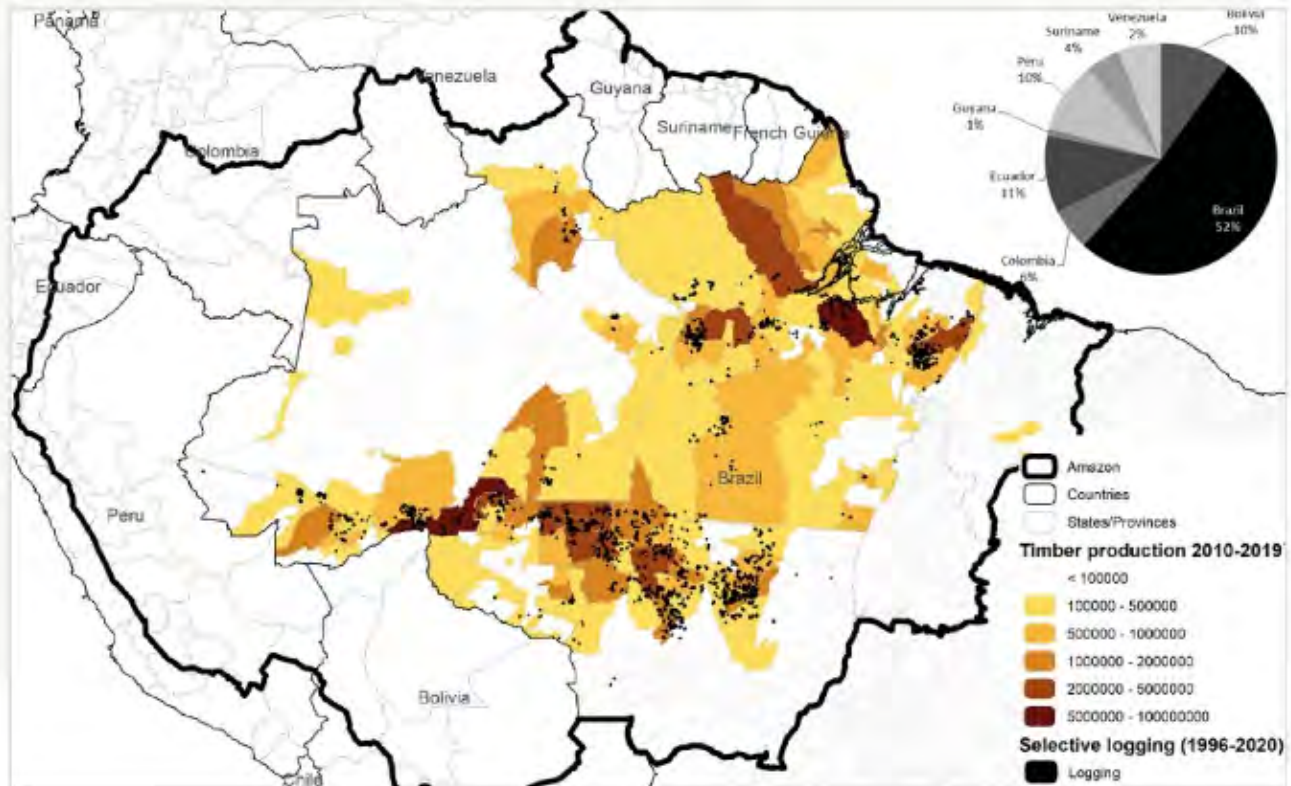 Panama
Venezuela
Guyana
Suriname
French Guiana
Colombia
Ecuador
Peru
Brazil
Bolivia
Chile
Venezuela
2%
Bolivia
10%
Suriname
4%
Peru
10%
Guyana
1%
Ecuador
11%
Colombia
6%
Brazil
52%
Amazon
Countries
States/Provinces
Timber production 2010-2019
< 100000
100000 - 500000
500000 - 1000000
1000000 - 2000000
2000000 - 5000000
5000000 - 100000000
Selective logging (1996-2020)
Logging